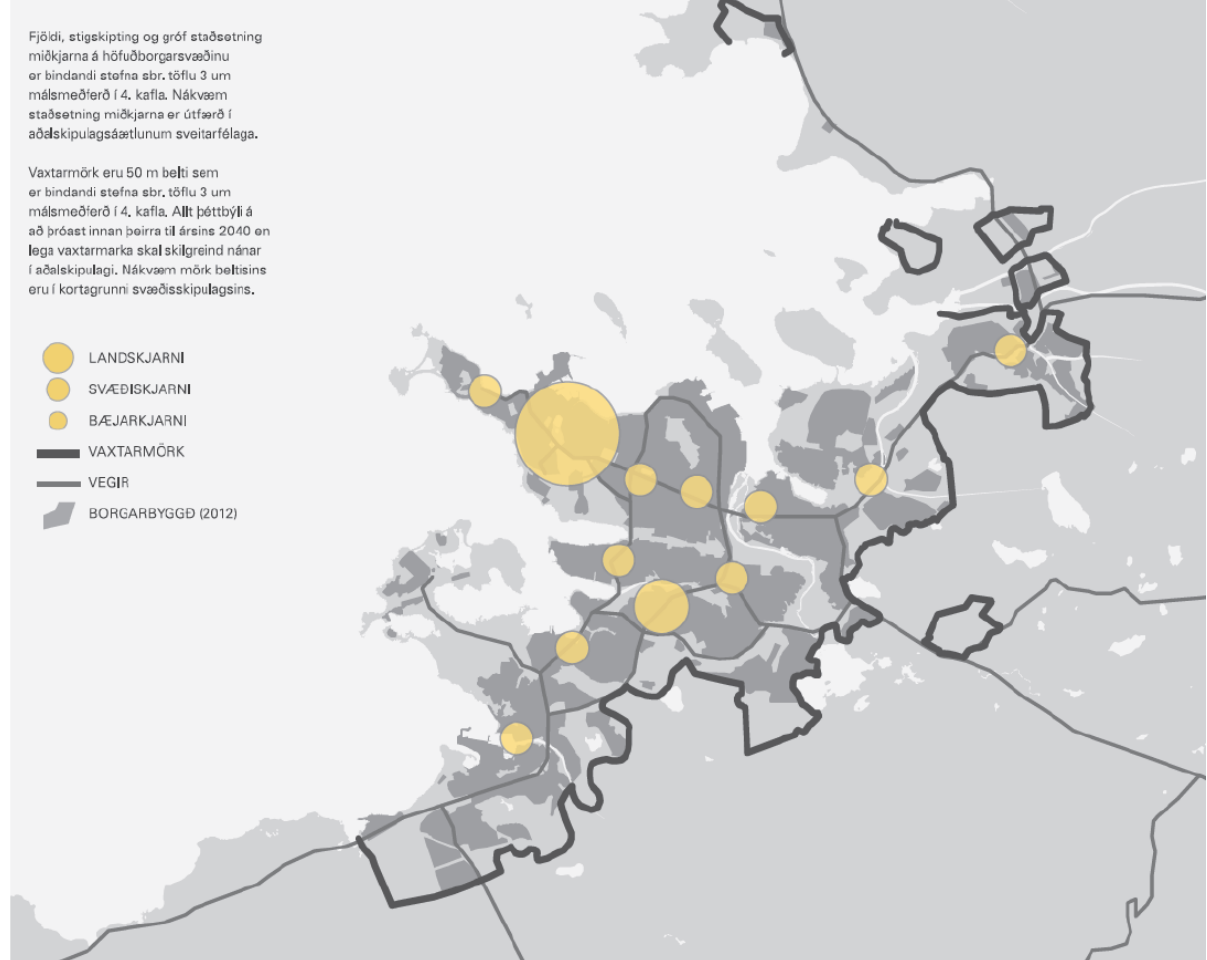 Fjöldi, stigskipting og gróf staðsetning
miðkjarna á höfuðborgarsvæðinu
er bindandi stefna sbr. töflu 3 um
málsmeðferð í 4. kafla. Nákvæm
staðsetning miðkjarna er útfærð í
aðalskipulagsáætlunum sveitarfélaga.
Vaxtarmörk eru 50 m belti sem
er bindandi stefna sbr. töflu 3 um
málsmeðferð í 4. kafla. Allt þéttbýli á
að þróast innan þeirra til ársins 2040 en
lega vaxtarmarka skal skilgreind nánar
í aðalskipulagi. Nákvæm mörk beltisins
eru í kortagrunni svæðisskipulagsins.
LANDSKJARNI
SVÆÐISKJARNI
BÆJARKJARNI
VAXTARMÖRK
VEGIR
BORGARBYGGÐ (2012)